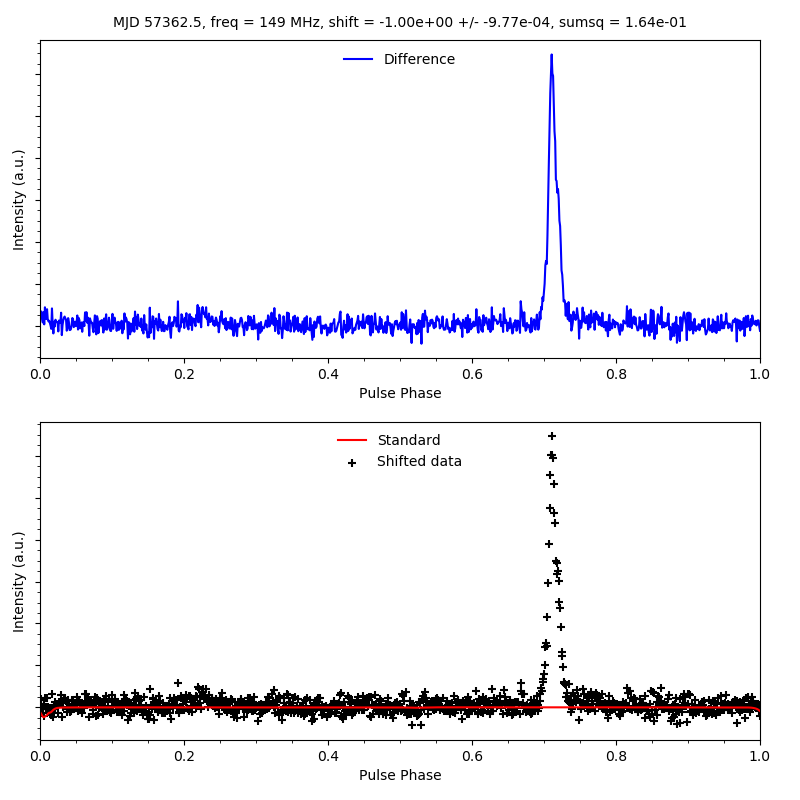 MJD 57362.5, freq = 149 MHz, shift = -1.00e+00 +/- -9.77e-04, sumsq = 1.64e-01
Difference
Intensity (a.u.)
0.0 0.2 0.4 0.6 0.8 1.0
Pulse Phase
Standard
Shifted data
Intensity (a.u.)
0.0 0.2 0.4 0.6 0.8 1.0
Pulse Phase